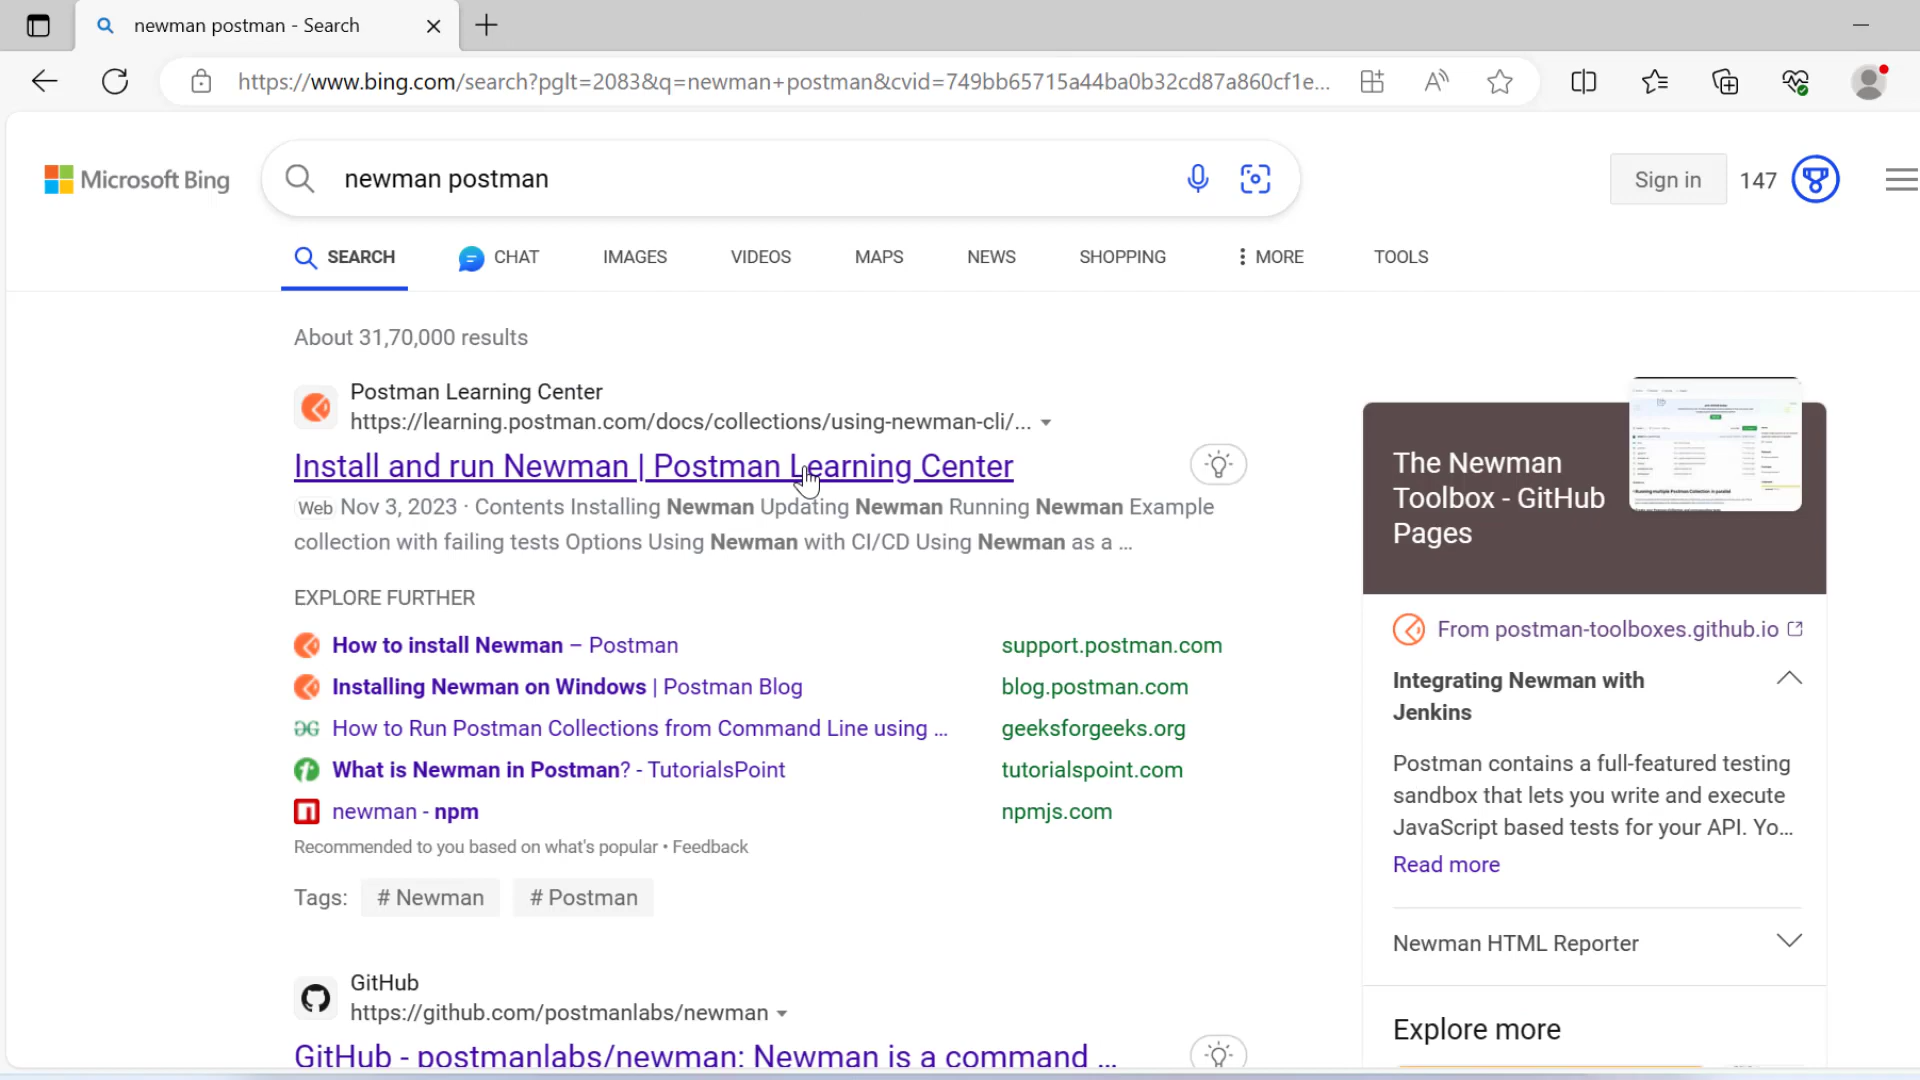 newman postman - Search
https://www.bing.com/search?pglt=2083&q=newman+postman&cvid=749bb65715a44ba0b32cd87a860cf1e...
Microsoft Bing
newman postman
Sign in
147
SEARCH
CHAT
IMAGES
VIDEOS
MAPS
NEWS
SHOPPING
MORE
TOOLS
About 31,70,000 results
Postman Learning Center
https://learning.postman.com/docs/collections/using-newman-cli/...
Install and run Newman | Postman Learning Center
Web Nov 3, 2023 · Contents Installing Newman Updating Newman Running Newman Example
collection with failing tests Options Using Newman with CI/CD Using Newman as a ...
EXPLORE FURTHER
How to install Newman – Postman
support.postman.com
Installing Newman on Windows | Postman Blog
blog.postman.com
How to Run Postman Collections from Command Line using ...
geeksforgeeks.org
What is Newman in Postman? - TutorialsPoint
tutorialspoint.com
newman - npm
npmjs.com
Recommended to you based on what's popular • Feedback
Tags: # Newman # Postman
GitHub
https://github.com/postmanlabs/newman
GitHub - postmanlabs/newman: Newman is a command ...
The Newman
Toolbox - GitHub
Pages
From postman-toolboxes.github.io
Integrating Newman with
Jenkins
Postman contains a full-featured testing
sandbox that lets you write and execute
JavaScript based tests for your API. Yo...
Read more
Newman HTML Reporter
Explore more